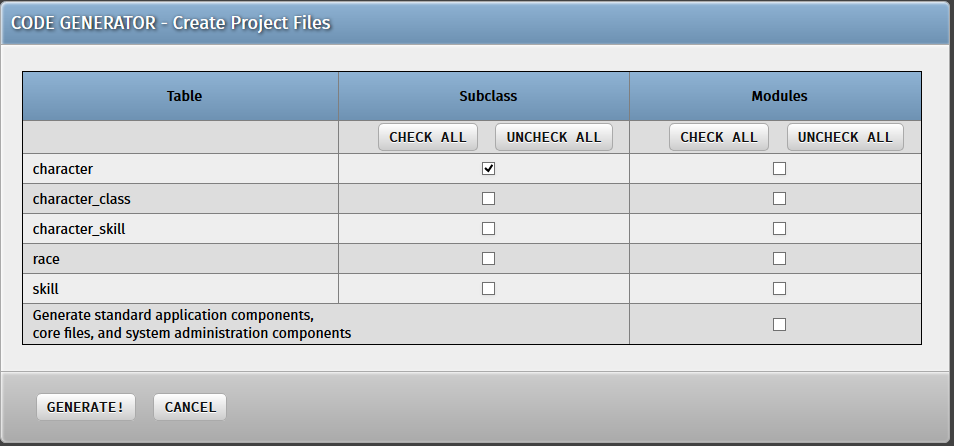 CODE GENERATOR - Create Project Files
Table Subclass Modules
CHECK ALL UNCHECK ALL CHECK ALL UNCHECK ALL
character
character_class
character_skill
race
skill
Generate standard application components,
core files, and system administration components
GENERATE! CANCEL